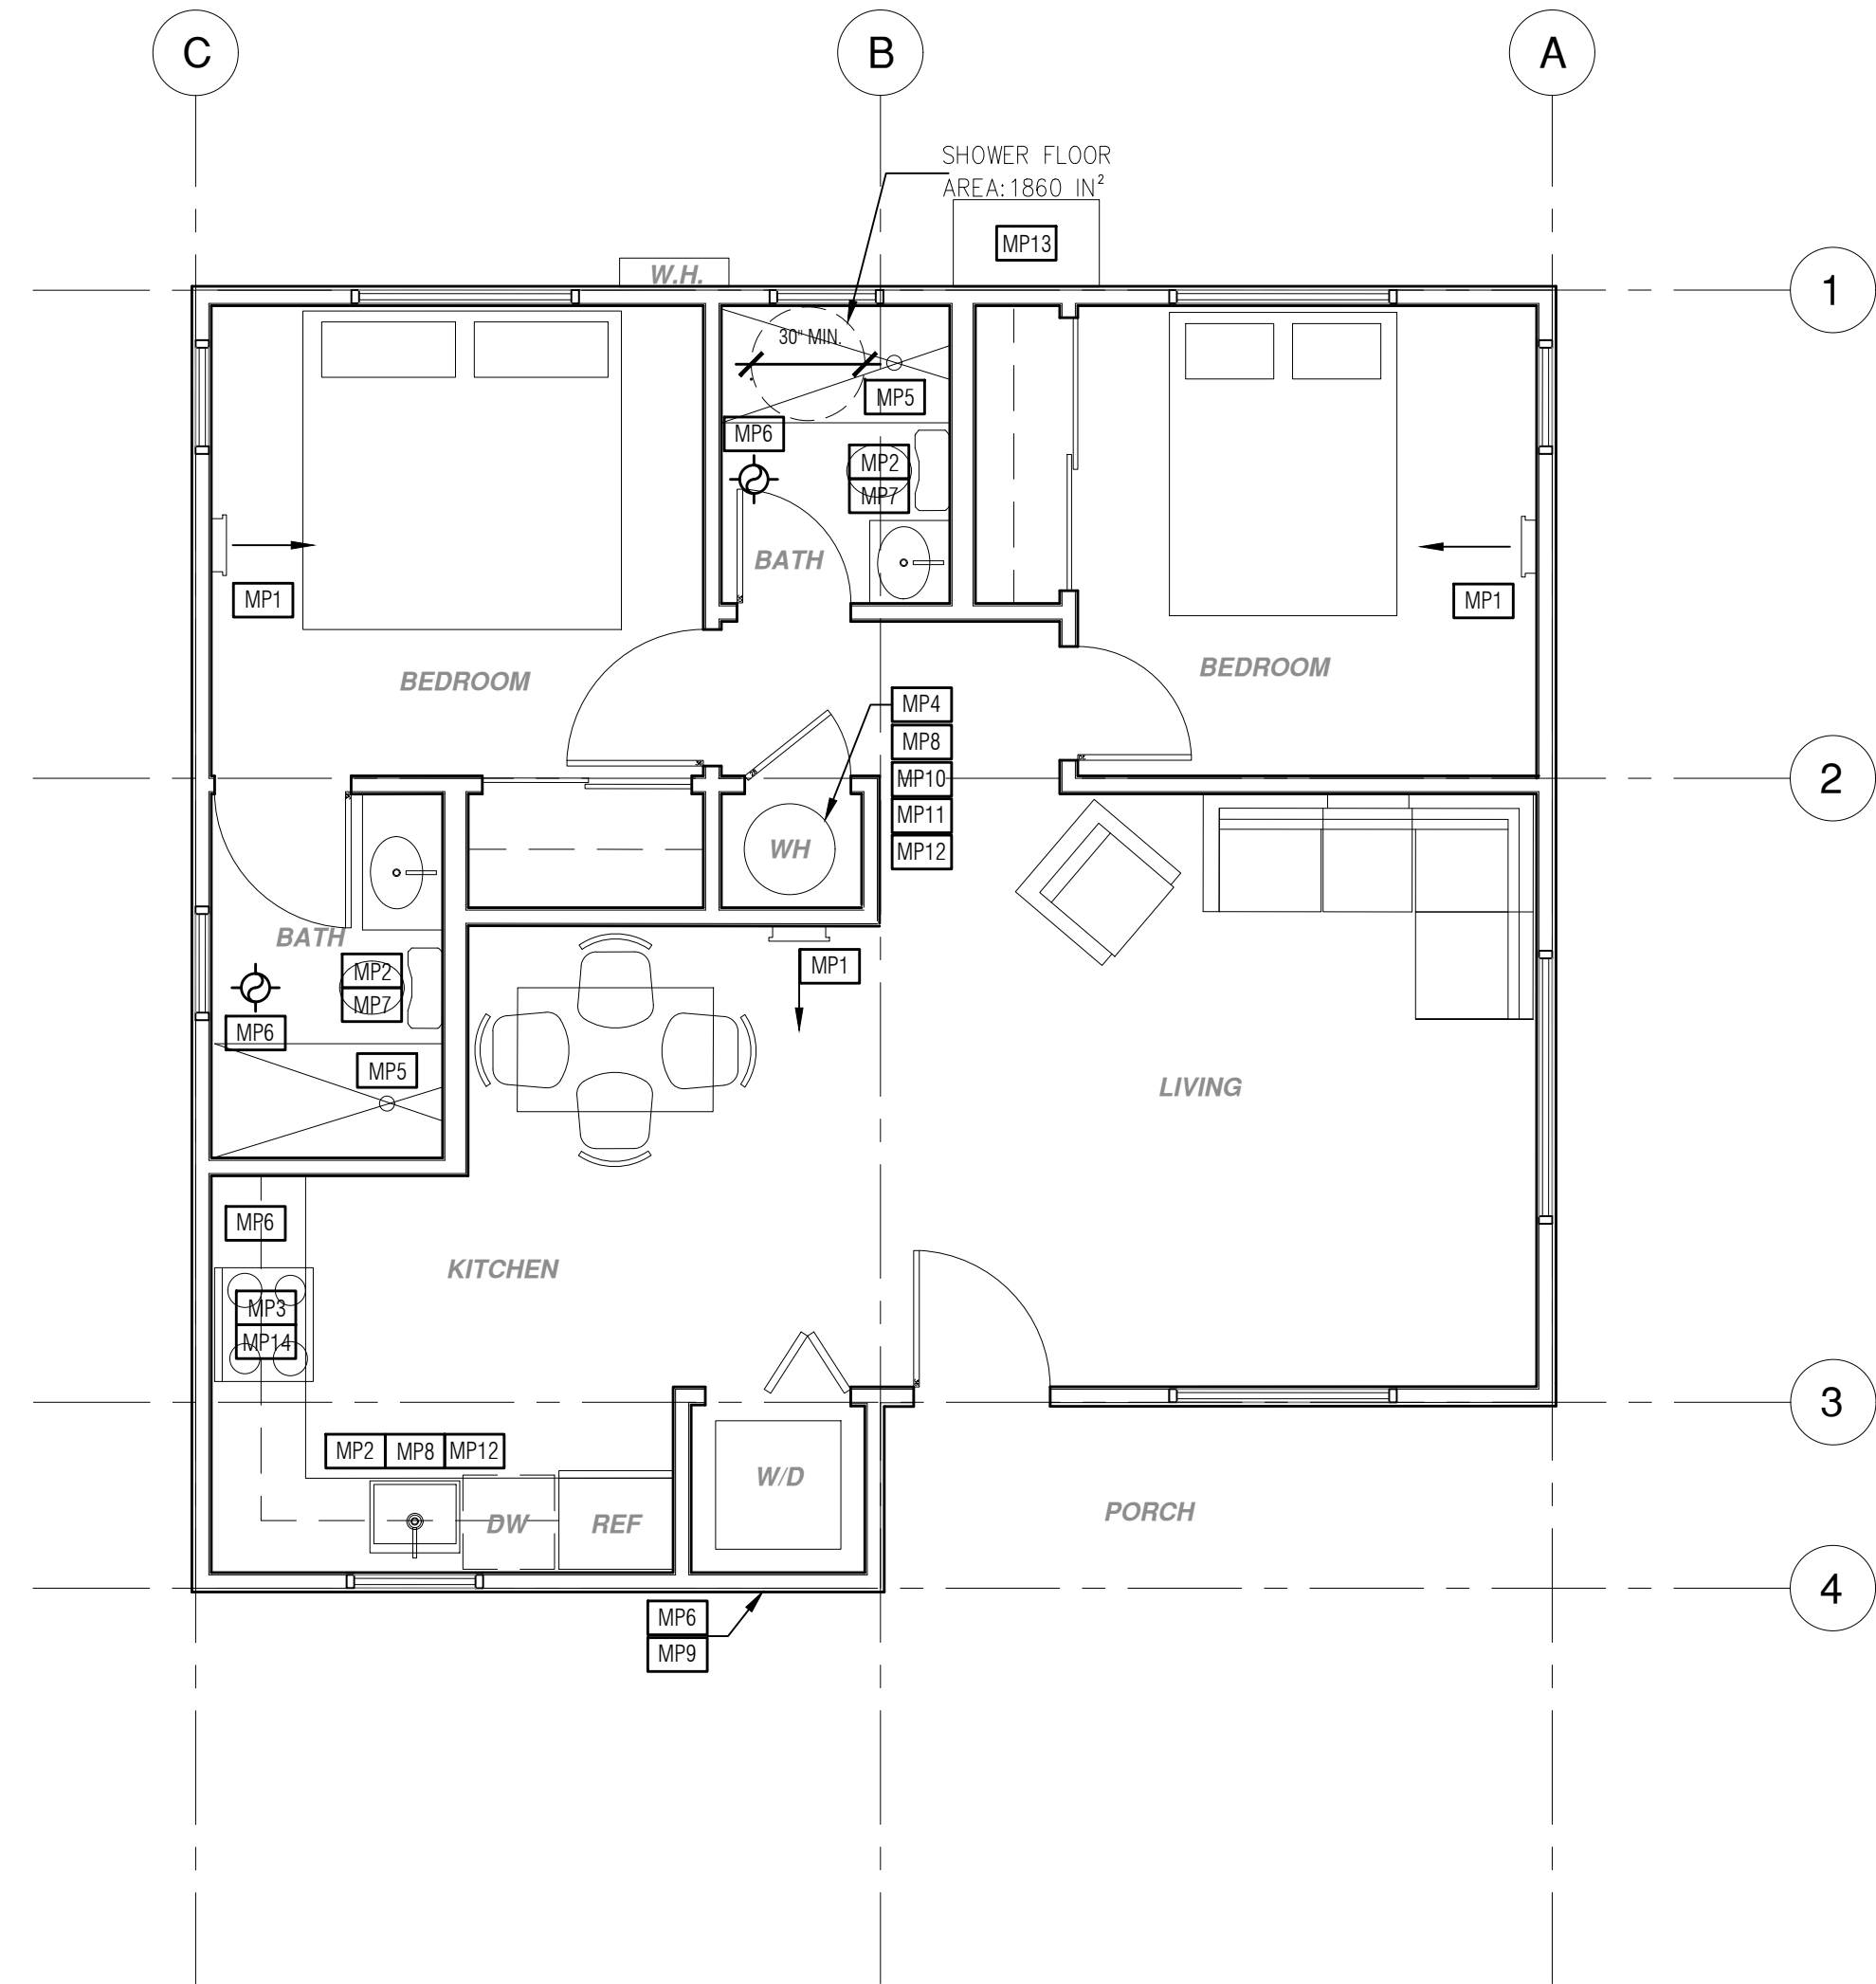 C
B
A
SHOWER FLOOR
AREA:1860 IN²
MP13
W.H.
1
30" MIN.
MP5
MP6
MP2
MP7
BATH
MP1
MP1
BEDROOM
BEDROOM
MP4
MP8
MP10
MP11
MP12
2
WH
BATH
MP2
MP7
MP1
MP6
MP5
LIVING
MP6
KITCHEN
MP3
MP14
3
MP2 MP8 MP12
W/D
DW
REF
PORCH
4
MP6
MP9